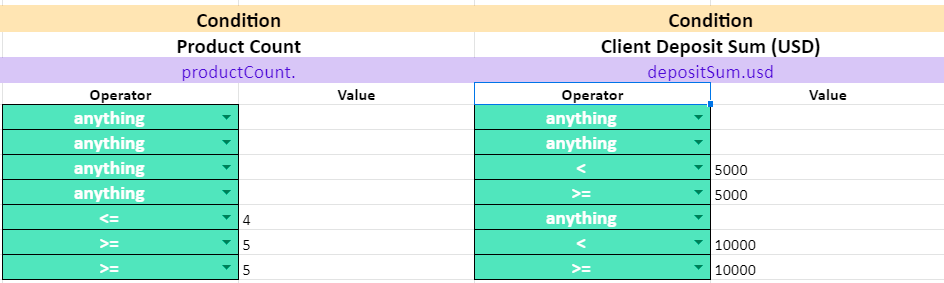 Condition Condition
Product Count Client Deposit Sum (USD)
productCount. depositSum.usd
Operator Value Operator Value
anything anything
anything anything
anything < 5000
anything >= 5000
<= 4 anything
>= 5 < 10000
>= 5 >= 10000